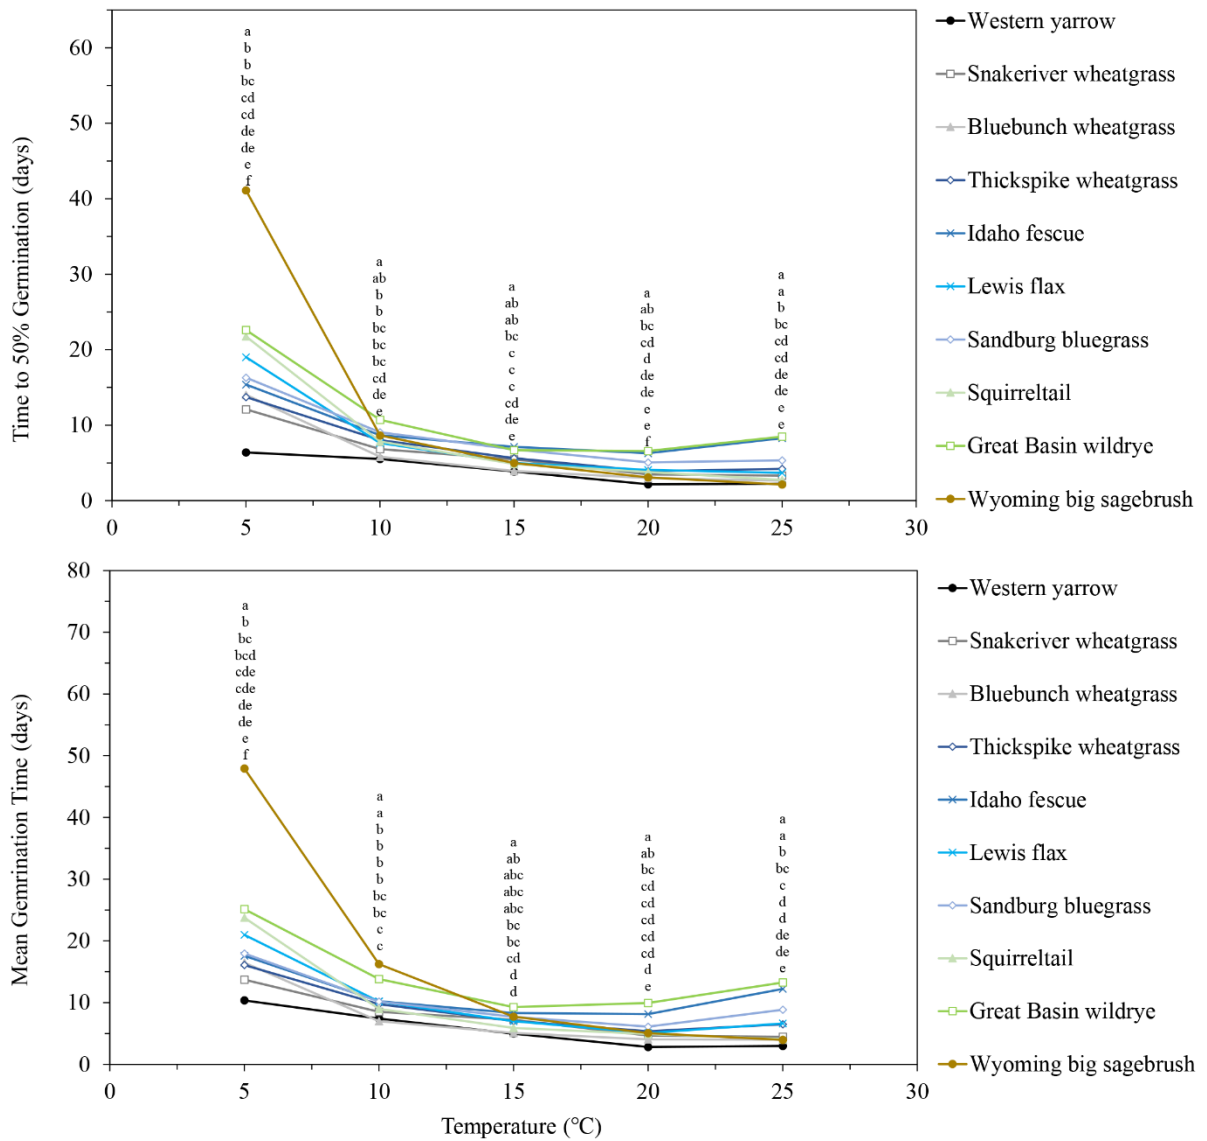 Time to 50% Germination (days)
60
50
40
30
20
10
0
a
b
b
bc
cd
cd
de
de
e
f
a
ab
b
b
bc
bc
bc
cd
de
e
a
ab
ab
bc
c
c
c
cd
de
e
a
ab
bc
cd
d
de
de
e
e
f
a
a
b
bc
cd
cd
de
de
e
e
0
5
10
15
20
25
30
Western yarrow
Snakeriver wheatgrass
Bluebunch wheatgrass
Thickspike wheatgrass
Idaho fescue
Lewis flax
Sandburg bluegrass
Squirreltail
Great Basin wildrye
Wyoming big sagebrush
Mean Gemrination Time (days)
80
70
60
50
40
30
20
10
0
a
b
bc
bcd
cde
cde
de
de
e
f
a
a
b
b
b
b
bc
bc
c
c
a
ab
abc
abc
abc
bc
bc
cd
d
d
a
ab
bc
cd
cd
cd
cd
cd
d
e
a
a
b
bc
c
d
d
de
de
e
0
5
10
15
20
25
30
Temperature (°C)
Western yarrow
Snakeriver wheatgrass
Bluebunch wheatgrass
Thickspike wheatgrass
Idaho fescue
Lewis flax
Sandburg bluegrass
Squirreltail
Great Basin wildrye
Wyoming big sagebrush